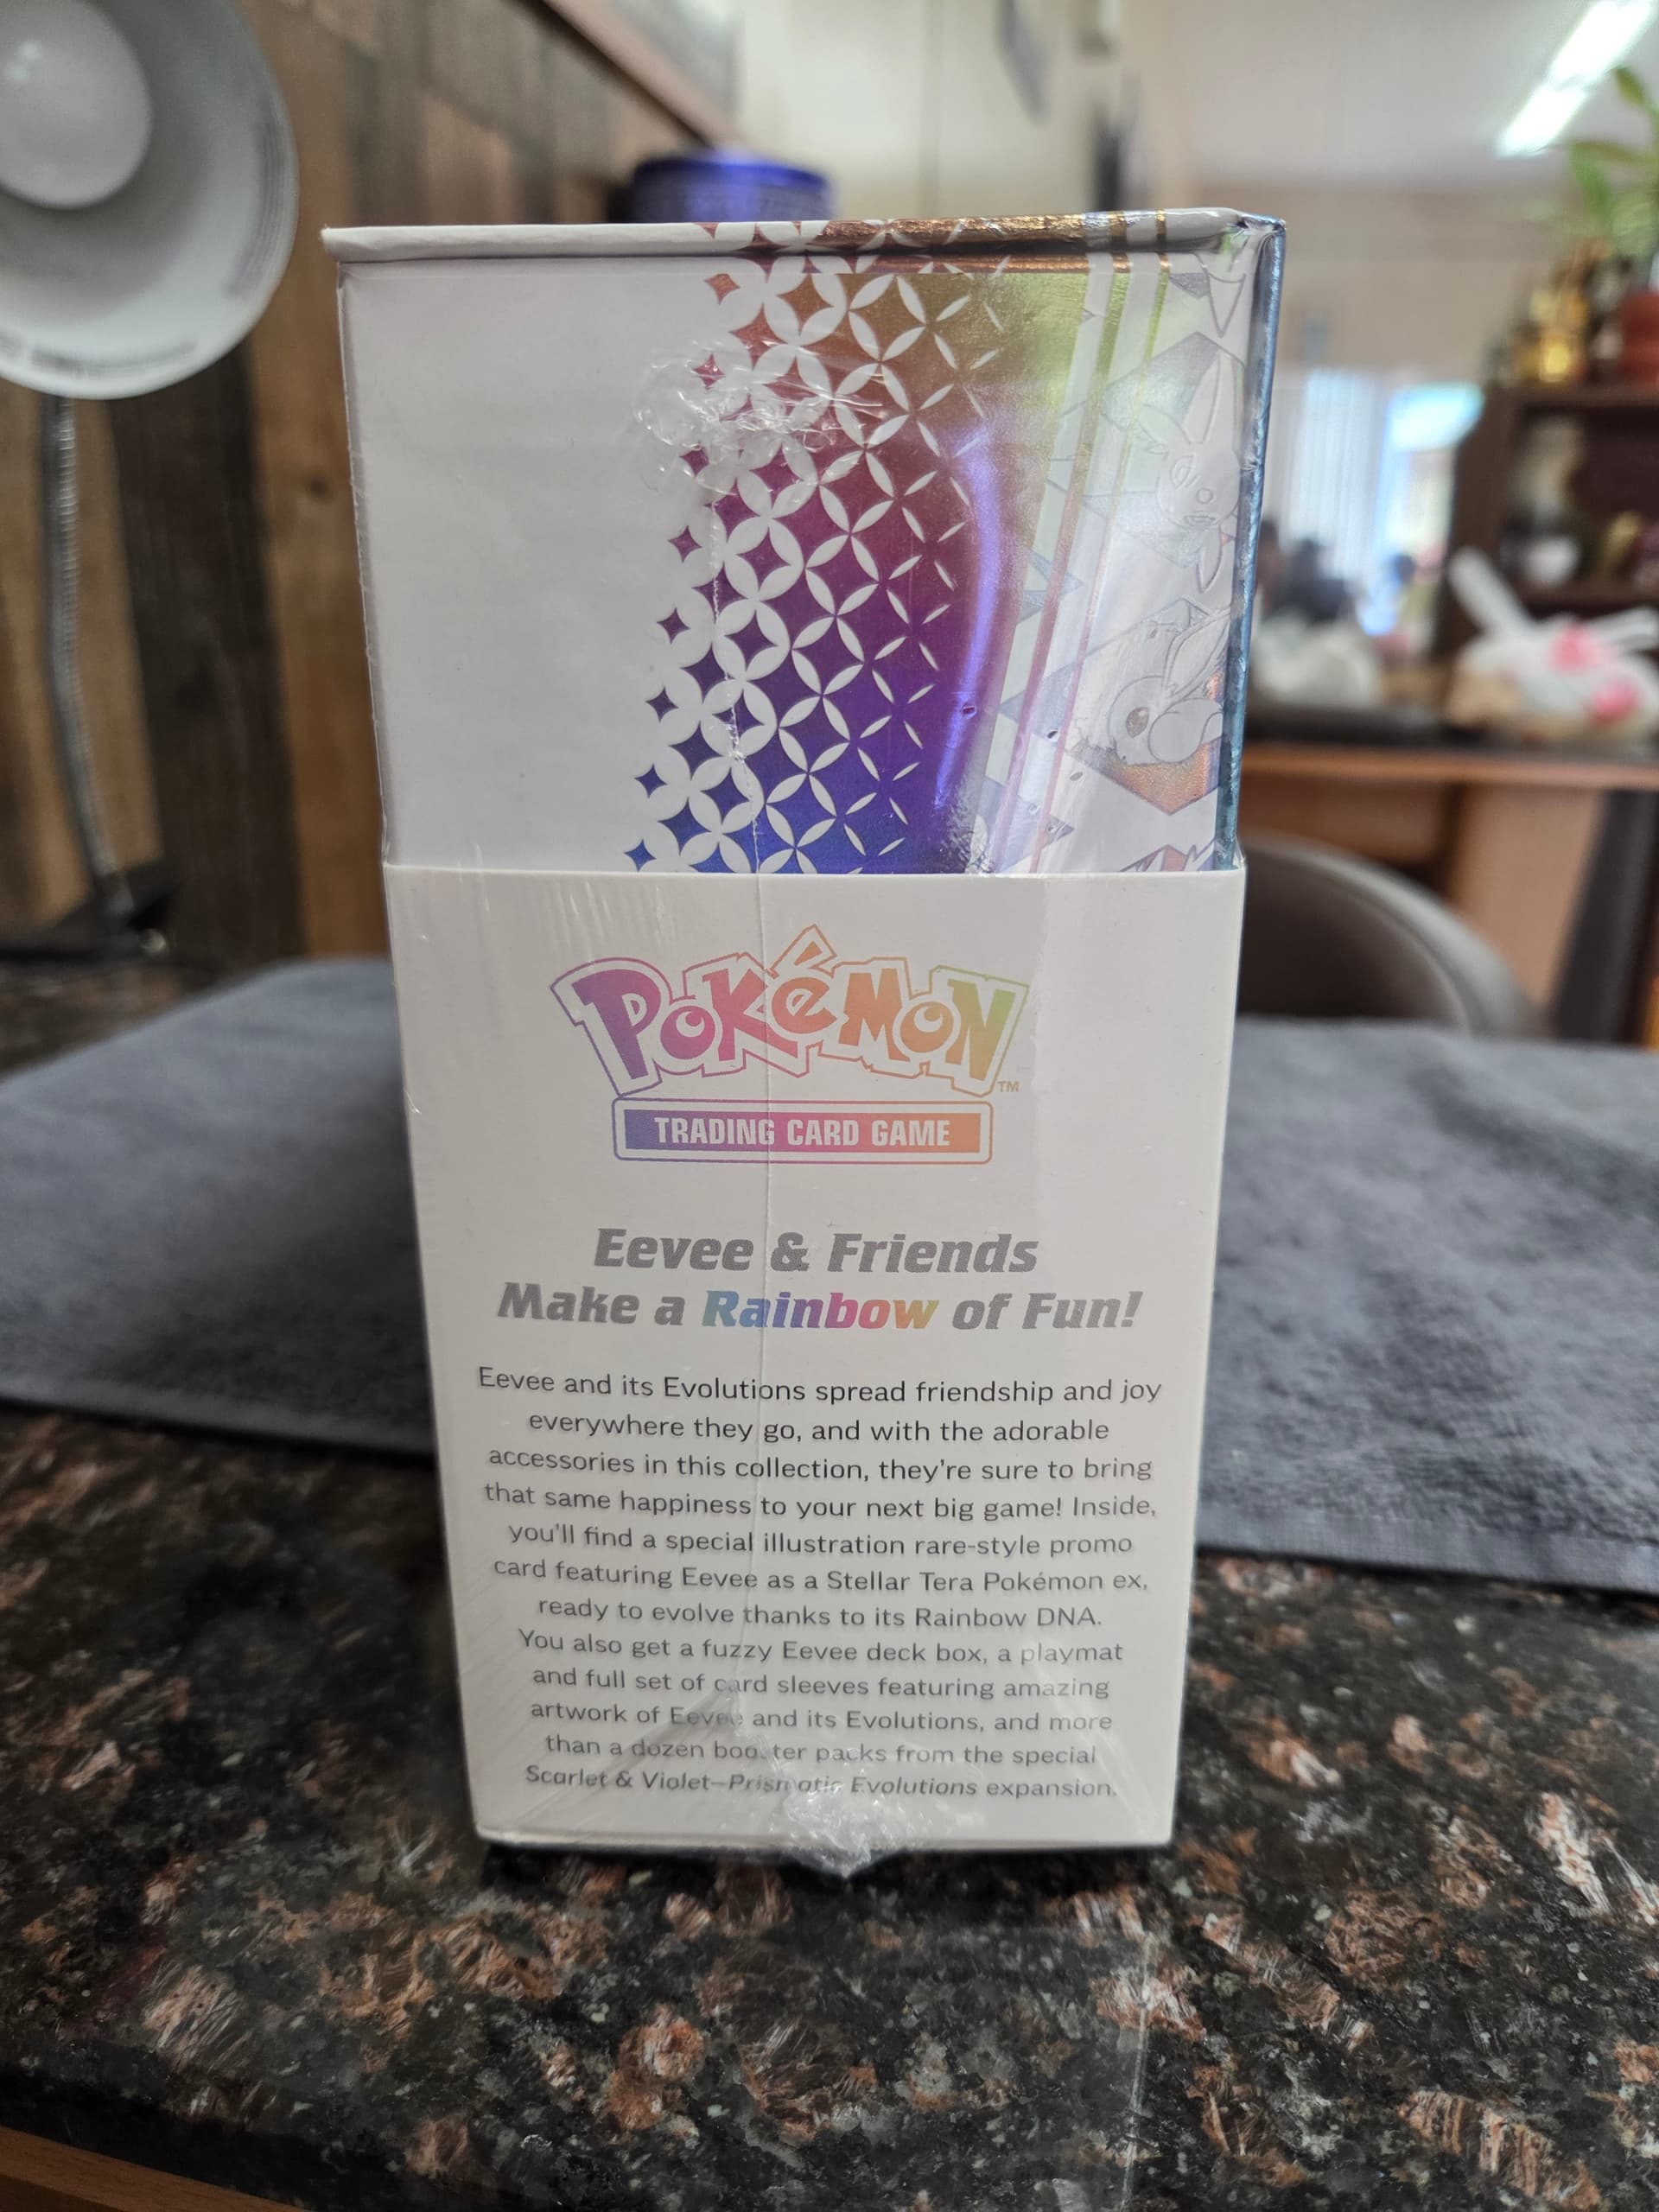 POKéMON
TM
TRADING CARD GAME
Eevee & Friends
Make a Rainbow of Fun!
Eevee and its Evolutions spread friendship and joy
everywhere they go, and with the adorable
accessories in this collection, they're sure to bring
that same happiness to your next big game! Inside,
you'll find a special illustration rare-style promo
card featuring Eevee as a Stellar Tera Pokémon ex,
ready to evolve thanks to its Rainbow DNA.
You also get a fuzzy Eevee deck box, a playmat
and full set of card sleeves featuring amazing
artwork of Eevee and its Evolutions, and more
than a dozen booster packs from the special
Scarlet & Violet—Prismatic Evolutions expansion.